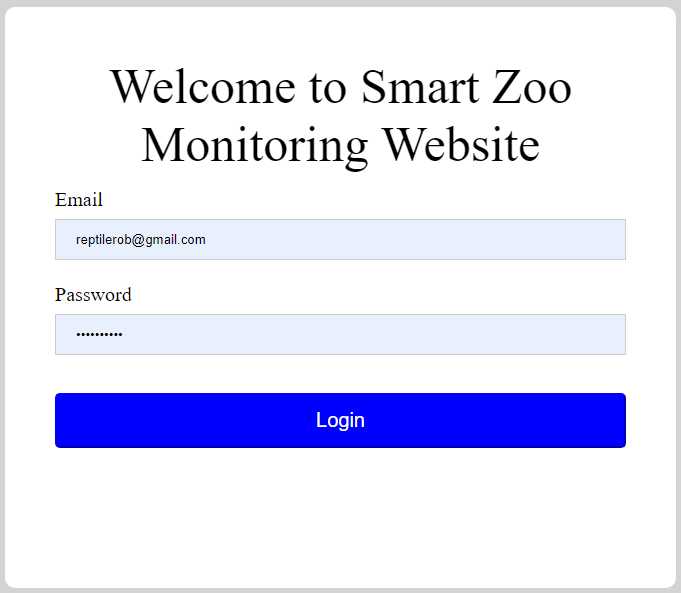 Welcome to Smart Zoo
Monitoring Website
Email
reptilerob@gmail.com
Password
••••••••••
Login